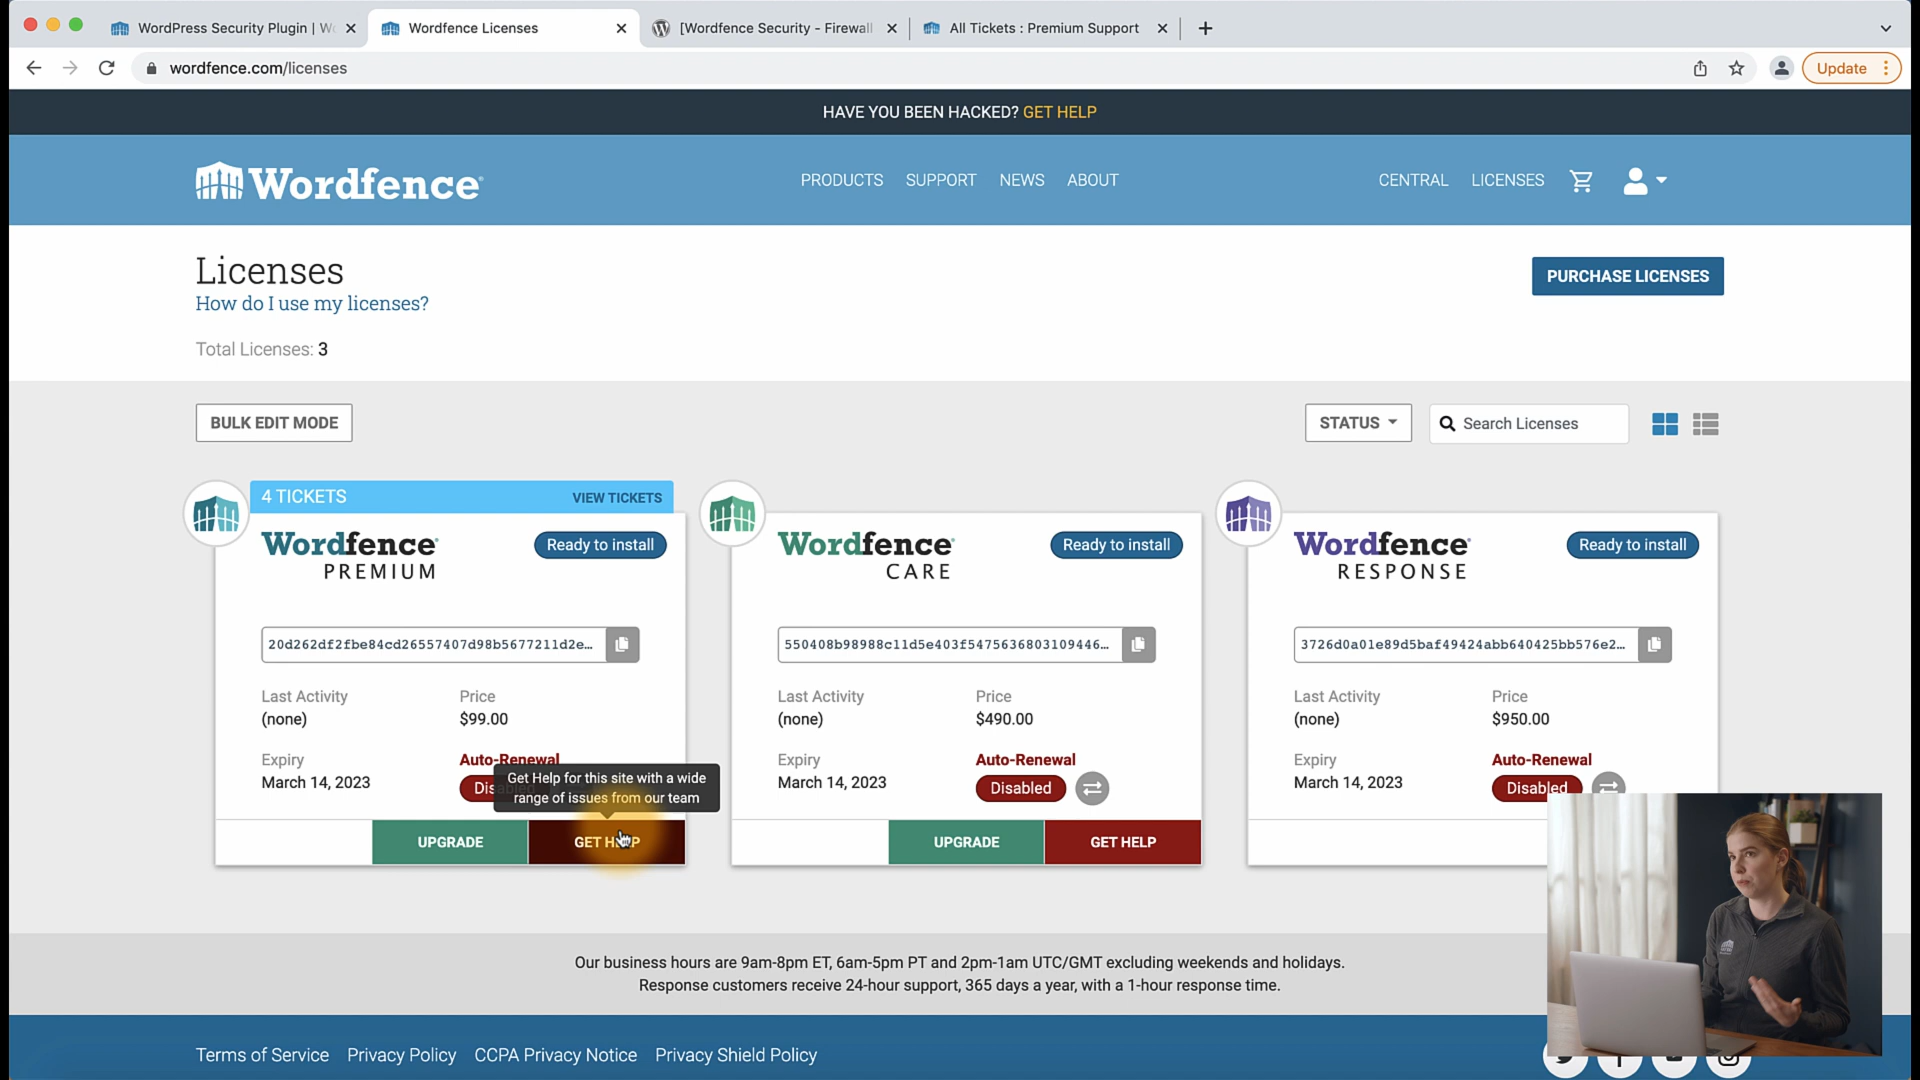 WordPress Security Plugin | Wo
Wordfence Licenses
[Wordfence Security - Firewall
All Tickets : Premium Support
wordfence.com/licenses
Update
HAVE YOU BEEN HACKED? GET HELP
Wordfence
PRODUCTS
SUPPORT
NEWS
ABOUT
CENTRAL
LICENSES
Licenses
PURCHASE LICENSES
How do I use my licenses?
Total Licenses: 3
BULK EDIT MODE
STATUS
Search Licenses
4 TICKETS
VIEW TICKETS
Wordfence
PREMIUM
Ready to install
20d262df2fbe84cd26557407d98b5677211d2e…
Last Activity
(none)
Price
$99.00
Expiry
March 14, 2023
Auto-Renewal
Get Help for this site with a wide
range of issues from our team
UPGRADE
GET HELP
Wordfence
CARE
Ready to install
550408b98988c11d5e403f5475636803109446…
Last Activity
(none)
Price
$490.00
Expiry
March 14, 2023
Auto-Renewal
Disabled
UPGRADE
GET HELP
Wordfence
RESPONSE
Ready to install
3726d0a01e89d5baf49424abb640425bb576e2…
Last Activity
(none)
Price
$950.00
Expiry
March 14, 2023
Auto-Renewal
Disabled
Our business hours are 9am-8pm ET, 6am-5pm PT and 2pm-1am UTC/GMT excluding weekends and holidays.
Response customers receive 24-hour support, 365 days a year, with a 1-hour response time.
Terms of Service
Privacy Policy
CCPA Privacy Notice
Privacy Shield Policy